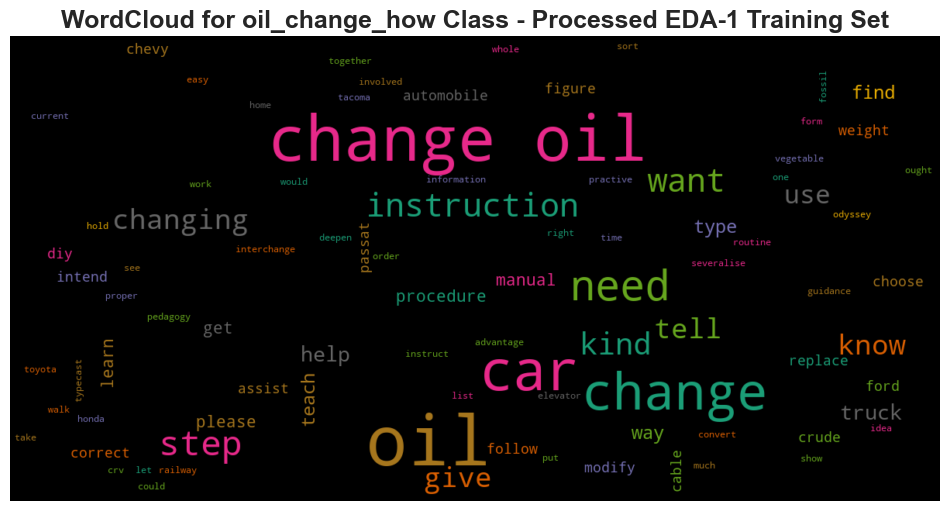 WordCloud for oil_change_how Class - Processed EDA-1 Training Set
chevy
together
whole
sort
easy
involved
figure
fossil
find
home
tacoma
automobile
current
change oil
form
weight
vegetable
work
would
information
practive
want
one
ought
instruction
use
changing
hold
odyssey
type
deepen
passat
right
time
routine
diy
interchange
order
see
severalise
intend
manual
need
choose
proper
procedure
guidance
pedagogy
get
tell
advantage
kind
know
learn
help
instruct
replace
toyota
typecast
car
assist
teach
list
elevator
change
ford
walk
honda
please
truck
take
step
oil
way
convert
crude
idea
correct
follow
cable
show
crv
let
railway
give
put
modify
much
could